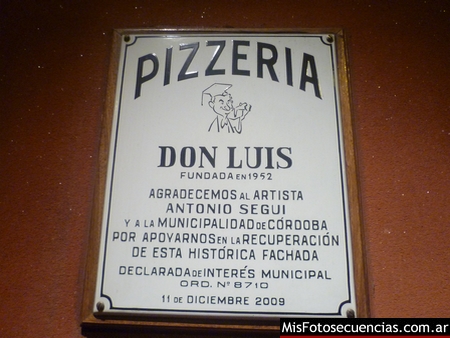 PIZZERIA
DON LUIS
FUNDADA EN 1952
AGRADECEMOS AL ARTISTA
ANTONIO SEGUI
Y A LA MUNICIPALIDAD DE CÓRDOBA
POR APOYARNOS EN LA RECUPERACIÓN
DE ESTA HISTÓRICA FACHADA
DECLARADA DE INTERÉS MUNICIPAL
ORD. Nº 8710
11 DE DICIEMBRE 2009
MisFotosecuencias.com.ar